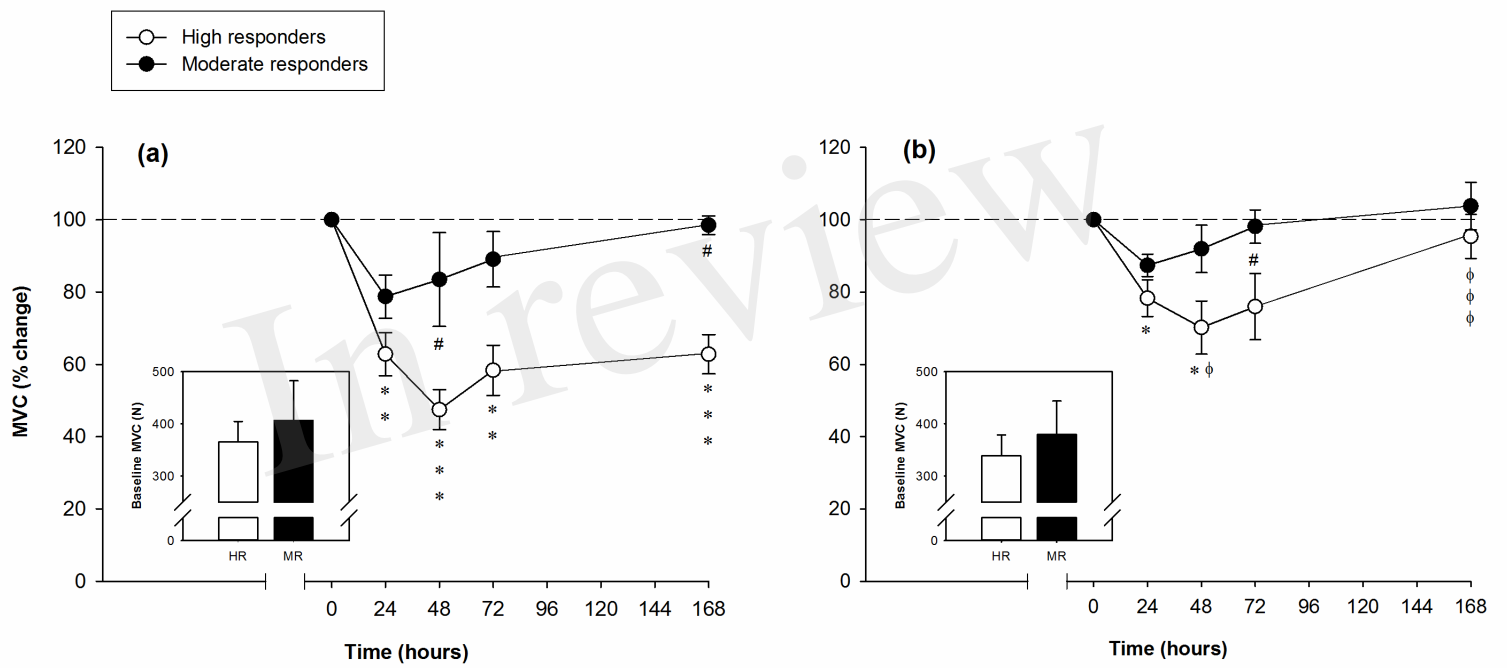 High responders
Moderate responders
(a)
MVC (% change)
120
100
80
60
40
20
0
#
#
* *
* * *
* *
* * *
Baseline MVC (N)
500
400
300
0
HR MR
0 24 48 72 96 120 144 168
Time (hours)
(b)
120
100
80
60
40
20
0
#
*
* ϕ
ϕ ϕ ϕ
Baseline MVC (N)
500
400
300
0
HR MR
0 24 48 72 96 120 144 168
Time (hours)
In review